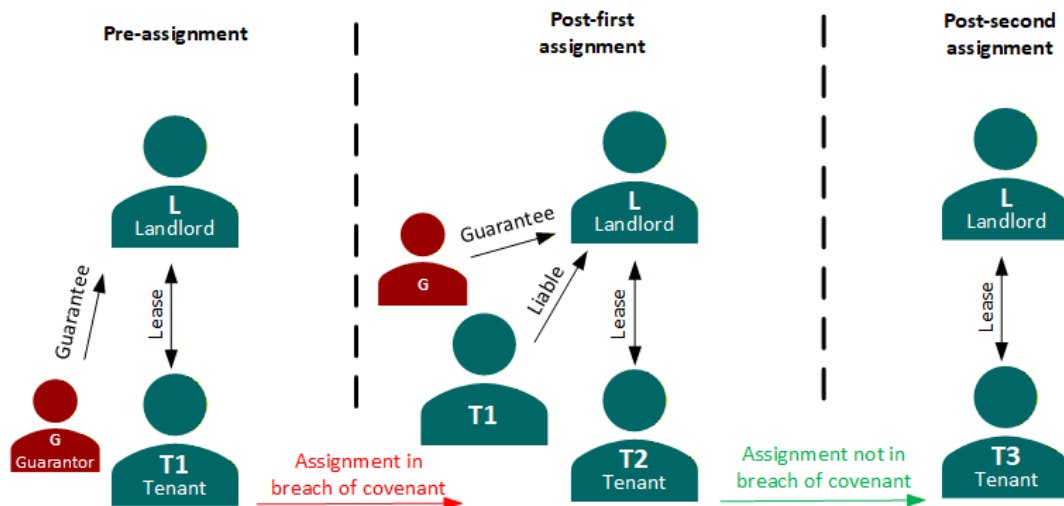 Pre-assignment
L
Landlord
Guarantee
Lease
G
Guarantor
T1
Tenant
Assignment in
breach of covenant
Post-first
assignment
L
Landlord
Guarantee
G
Liable
Lease
T1
T2
Tenant
Assignment not in
breach of covenant
Post-second
assignment
L
Landlord
Lease
T3
Tenant